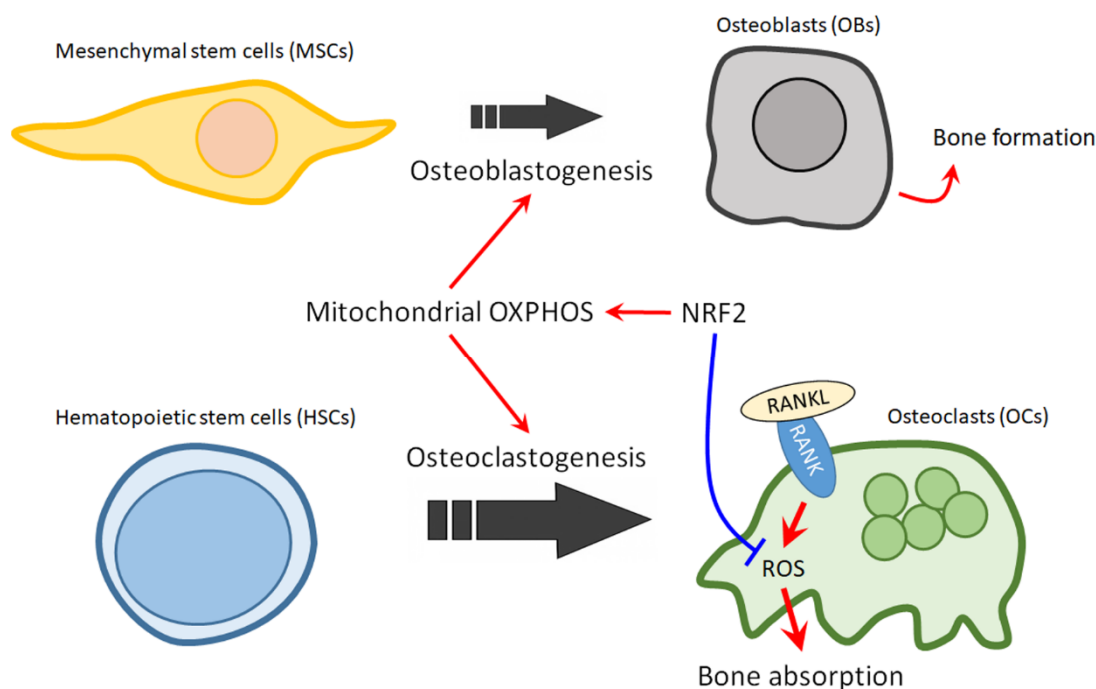 Osteoblasts (OBs)
Mesenchymal stem cells (MSCs)
Bone formation
Osteoblastogenesis
Mitochondrial OXPHOS
NRF2
RANKL
RANK
Hematopoietic stem cells (HSCs)
Osteoclasts (OCs)
Osteoclastogenesis
ROS
Bone absorption